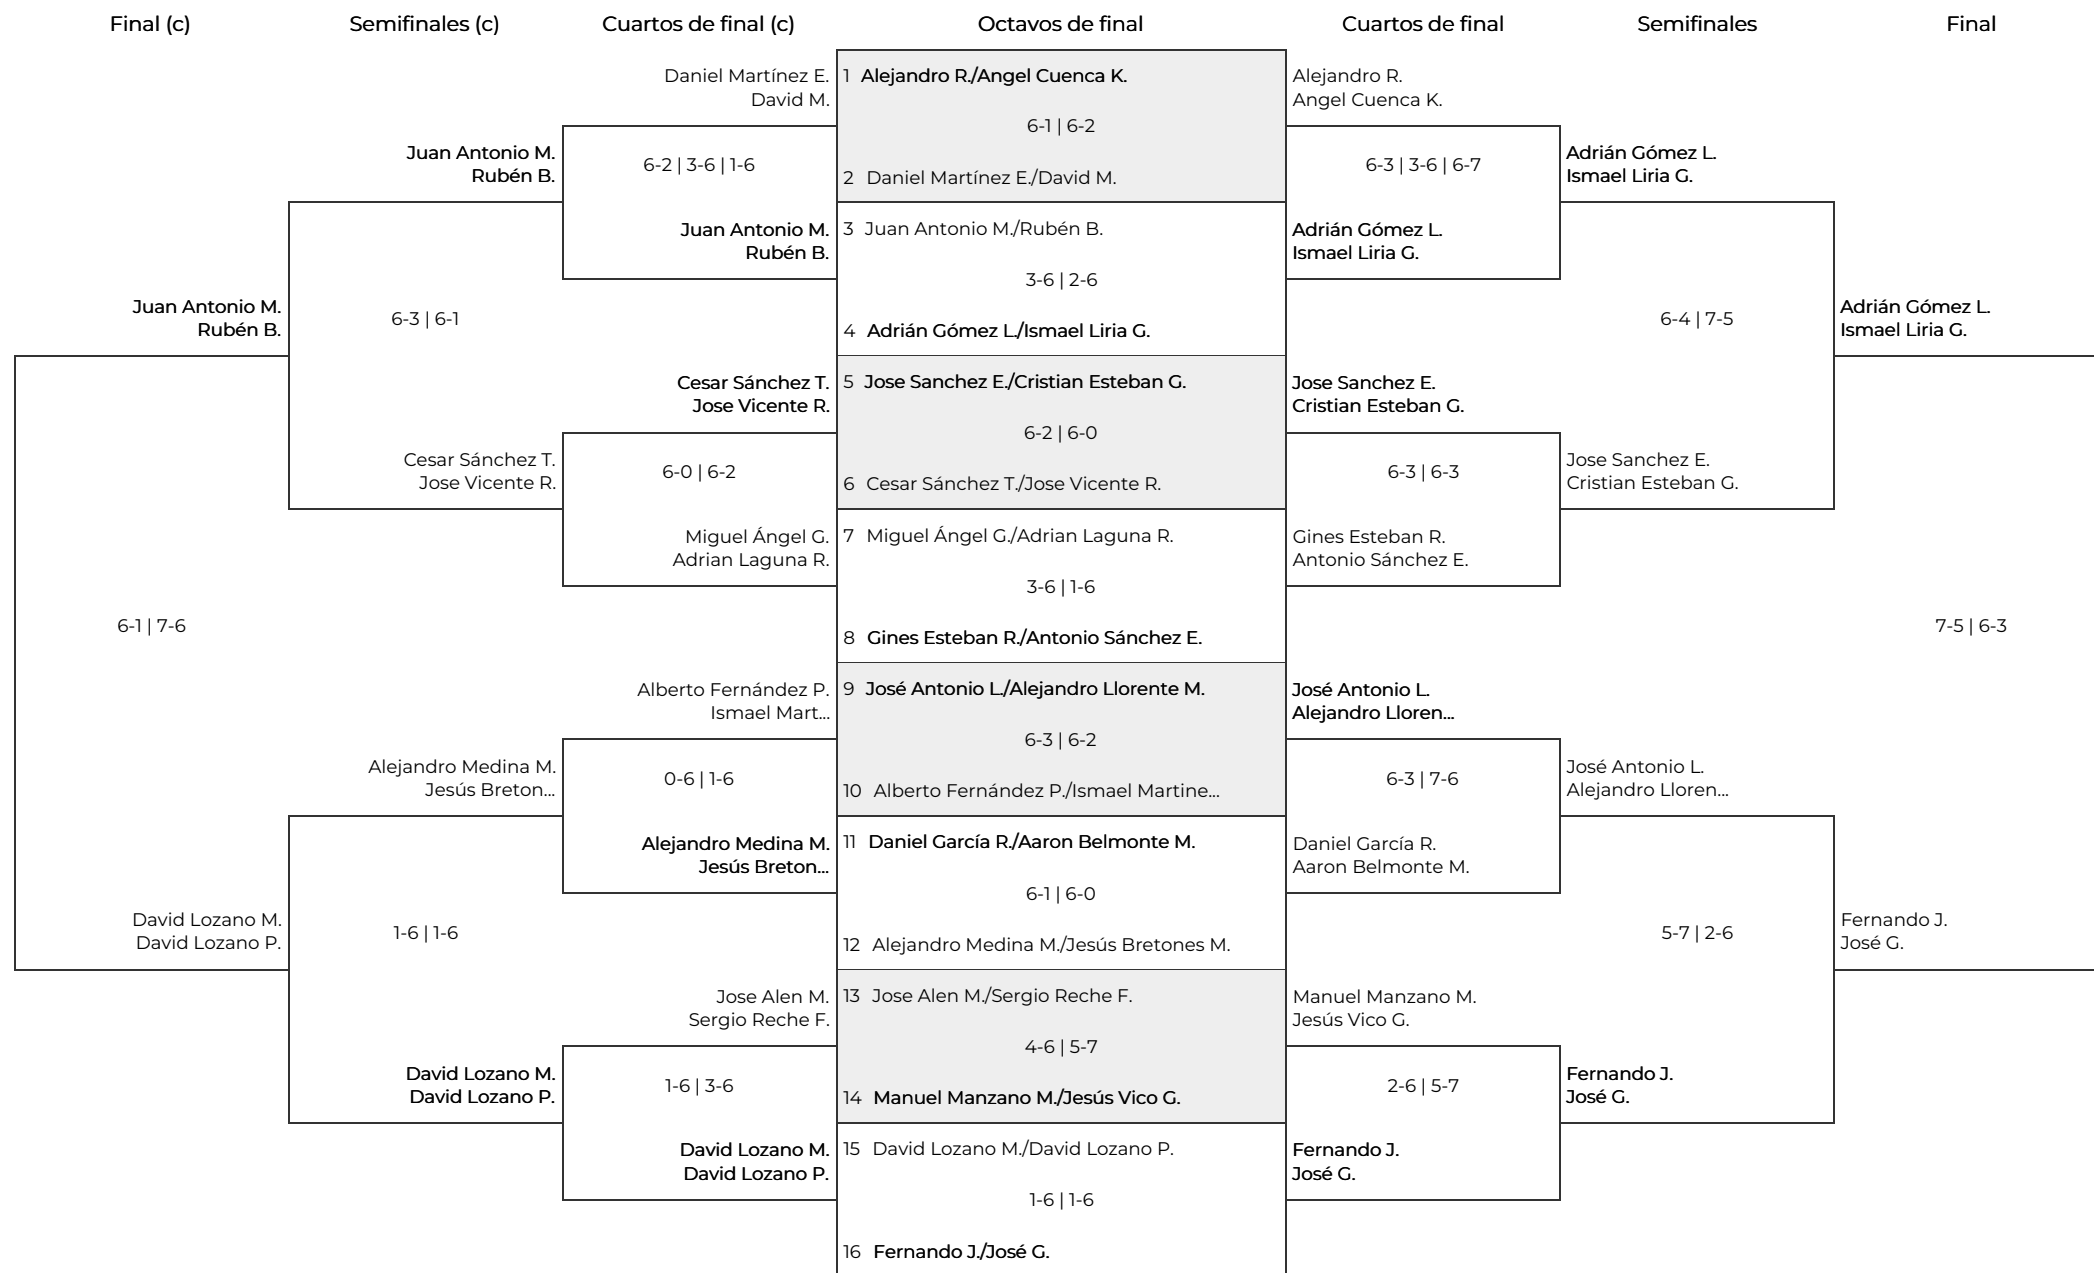 Final (c)
Semifinales (c)
Cuartos de final (c)
Octavos de final
Cuartos de final
Semifinales
Final
Juan Antonio M.
Rubén B.
6-1 | 7-6
David Lozano M.
David Lozano P.
Juan Antonio M.
Rubén B.
6-3 | 6-1
Cesar Sánchez T.
Jose Vicente R.
Alejandro Medina M.
Jesús Breton...
1-6 | 1-6
David Lozano M.
David Lozano P.
Daniel Martínez E.
David M.
6-2 | 3-6 | 1-6
Juan Antonio M.
Rubén B.
Cesar Sánchez T.
Jose Vicente R.
6-0 | 6-2
Miguel Ángel G.
Adrian Laguna R.
Alberto Fernández P.
Ismael Mart...
0-6 | 1-6
Alejandro Medina M.
Jesús Breton...
Jose Alen M.
Sergio Reche F.
1-6 | 3-6
David Lozano M.
David Lozano P.
1 Alejandro R./Angel Cuenca K.
6-1 | 6-2
2 Daniel Martínez E./David M.
3 Juan Antonio M./Rubén B.
3-6 | 2-6
4 Adrián Gómez L./Ismael Liria G.
5 Jose Sanchez E./Cristian Esteban G.
6-2 | 6-0
6 Cesar Sánchez T./Jose Vicente R.
7 Miguel Ángel G./Adrian Laguna R.
3-6 | 1-6
8 Gines Esteban R./Antonio Sánchez E.
9 José Antonio L./Alejandro Llorente M.
6-3 | 6-2
10 Alberto Fernández P./Ismael Martine...
11 Daniel García R./Aaron Belmonte M.
6-1 | 6-0
12 Alejandro Medina M./Jesús Bretones M.
13 Jose Alen M./Sergio Reche F.
4-6 | 5-7
14 Manuel Manzano M./Jesús Vico G.
15 David Lozano M./David Lozano P.
1-6 | 1-6
16 Fernando J./José G.
Alejandro R.
Angel Cuenca K.
6-3 | 3-6 | 6-7
Adrián Gómez L.
Ismael Liria G.
Jose Sanchez E.
Cristian Esteban G.
6-3 | 6-3
Gines Esteban R.
Antonio Sánchez E.
José Antonio L.
Alejandro Lloren...
6-3 | 7-6
Daniel García R.
Aaron Belmonte M.
Manuel Manzano M.
Jesús Vico G.
2-6 | 5-7
Fernando J.
José G.
Adrián Gómez L.
Ismael Liria G.
6-4 | 7-5
Jose Sanchez E.
Cristian Esteban G.
José Antonio L.
Alejandro Lloren...
5-7 | 2-6
Fernando J.
José G.
Adrián Gómez L.
Ismael Liria G.
7-5 | 6-3
Fernando J.
José G.